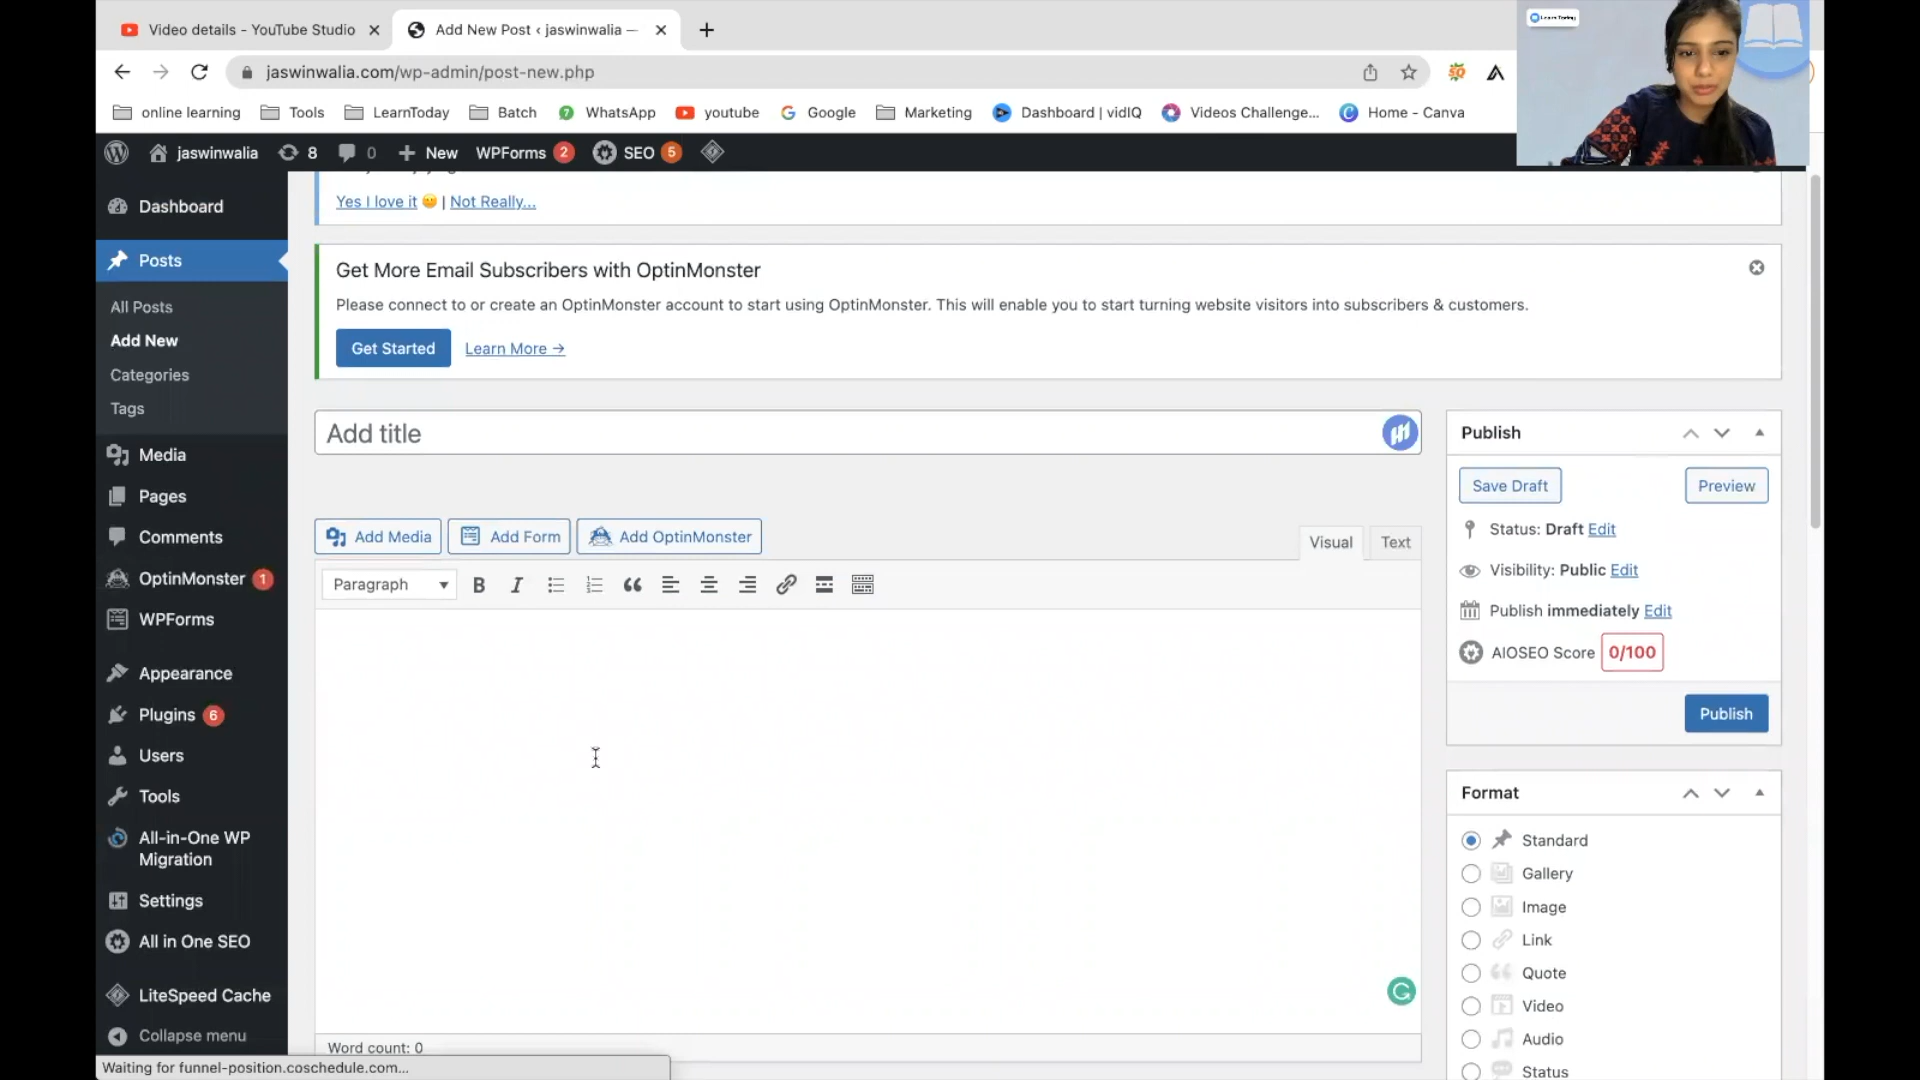 Video details - YouTube Studio
Add New Post ‹ jaswinwalia —
jaswinwalia.com/wp-admin/post-new.php
online learning
Tools
LearnToday
Batch
WhatsApp
youtube
Google
Marketing
Dashboard | vidIQ
Videos Challenge...
Home - Canva
Learn Today
jaswinwalia
8
0
New
WPForms 2
SEO 5
Dashboard
Posts
All Posts
Add New
Categories
Tags
Media
Pages
Comments
OptinMonster 1
WPForms
Appearance
Plugins 6
Users
Tools
All-in-One WP
Migration
Settings
All in One SEO
LiteSpeed Cache
Collapse menu
Yes I love it 😀 | Not Really...
Get More Email Subscribers with OptinMonster
Please connect to or create an OptinMonster account to start using OptinMonster. This will enable you to start turning website visitors into subscribers & customers.
Get Started
Learn More →
Add title
Add Media
Add Form
Add OptinMonster
Visual
Text
Paragraph
B
I
Word count: 0
Publish
Save Draft
Preview
Status: Draft Edit
Visibility: Public Edit
Publish immediately Edit
AIOSEO Score 0/100
Publish
Format
Standard
Gallery
Image
Link
Quote
Video
Audio
Status
Waiting for funnel-position.coschedule.com...